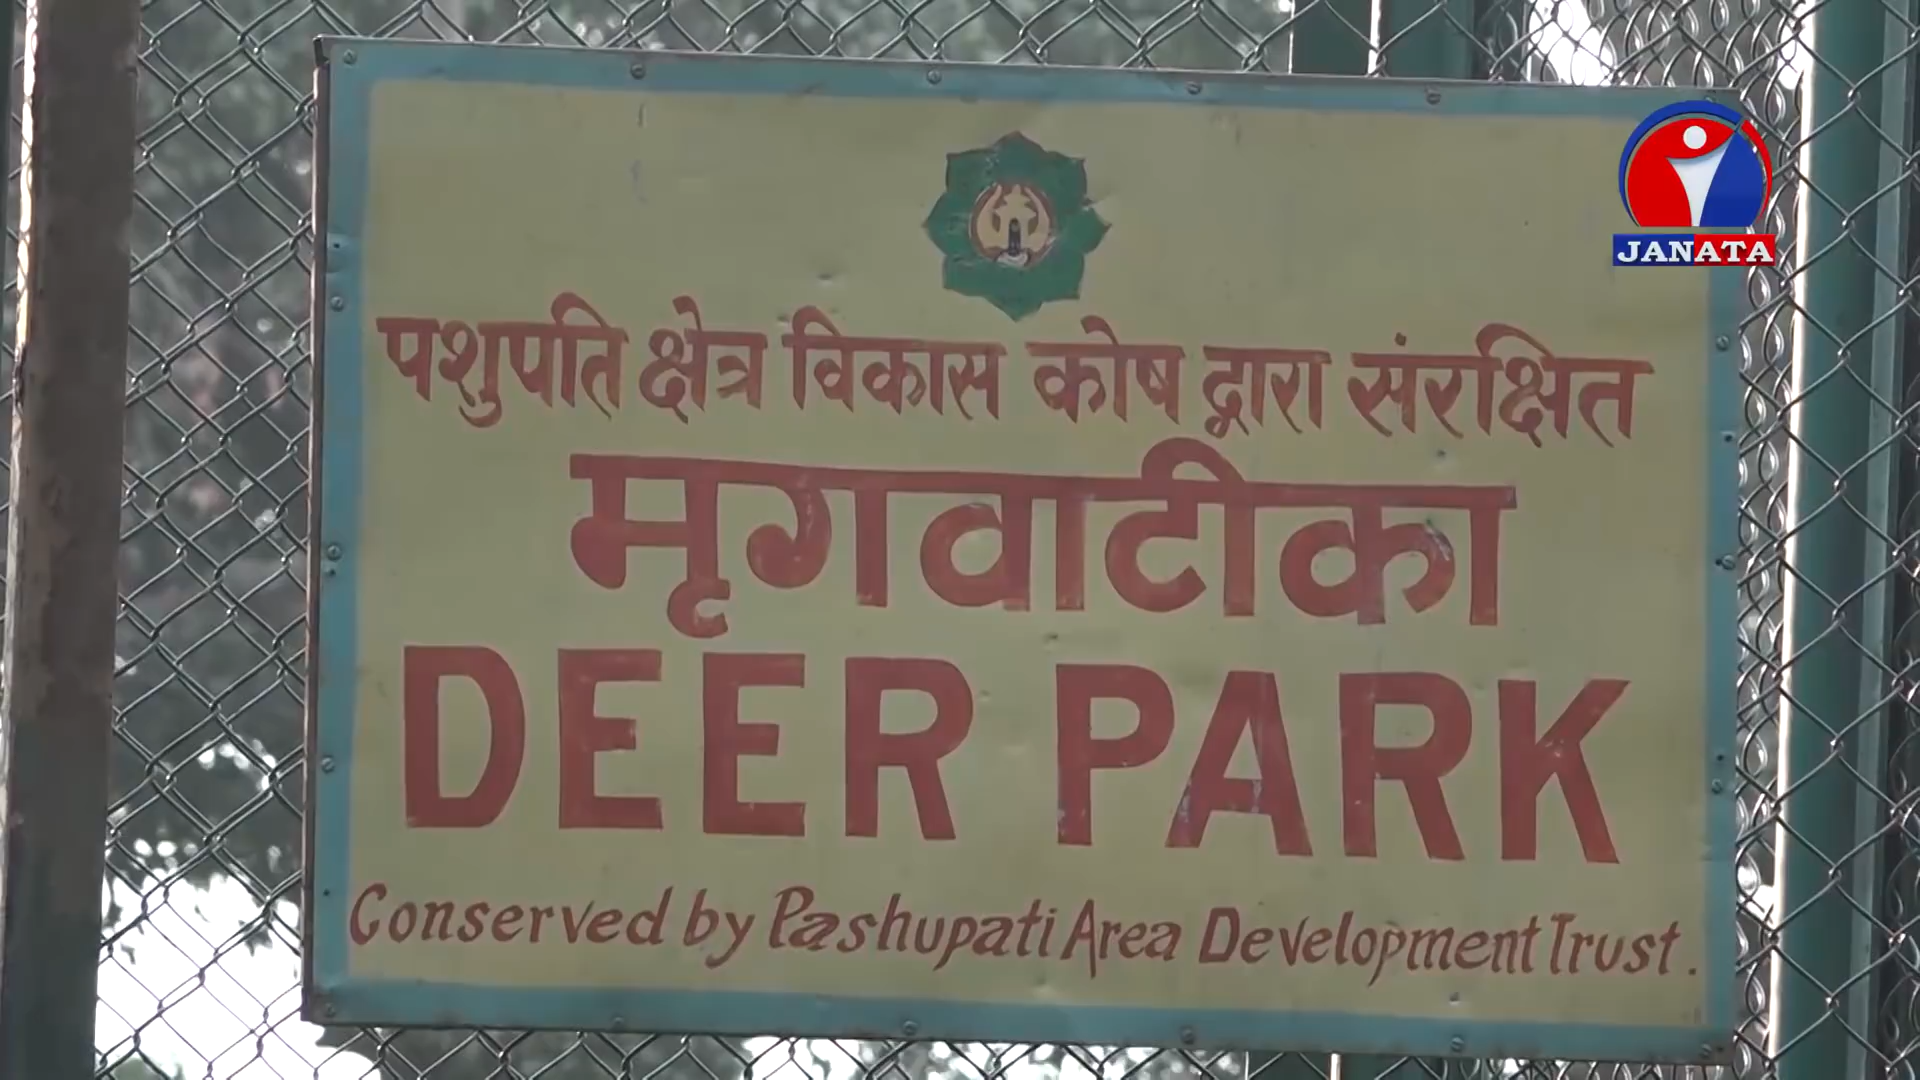 JANATA
पशुपति क्षेत्र विकास कोष द्वारा संरक्षित
मृगवाटीका
DEER PARK
Conserved by Pashupati Area Development Trust.